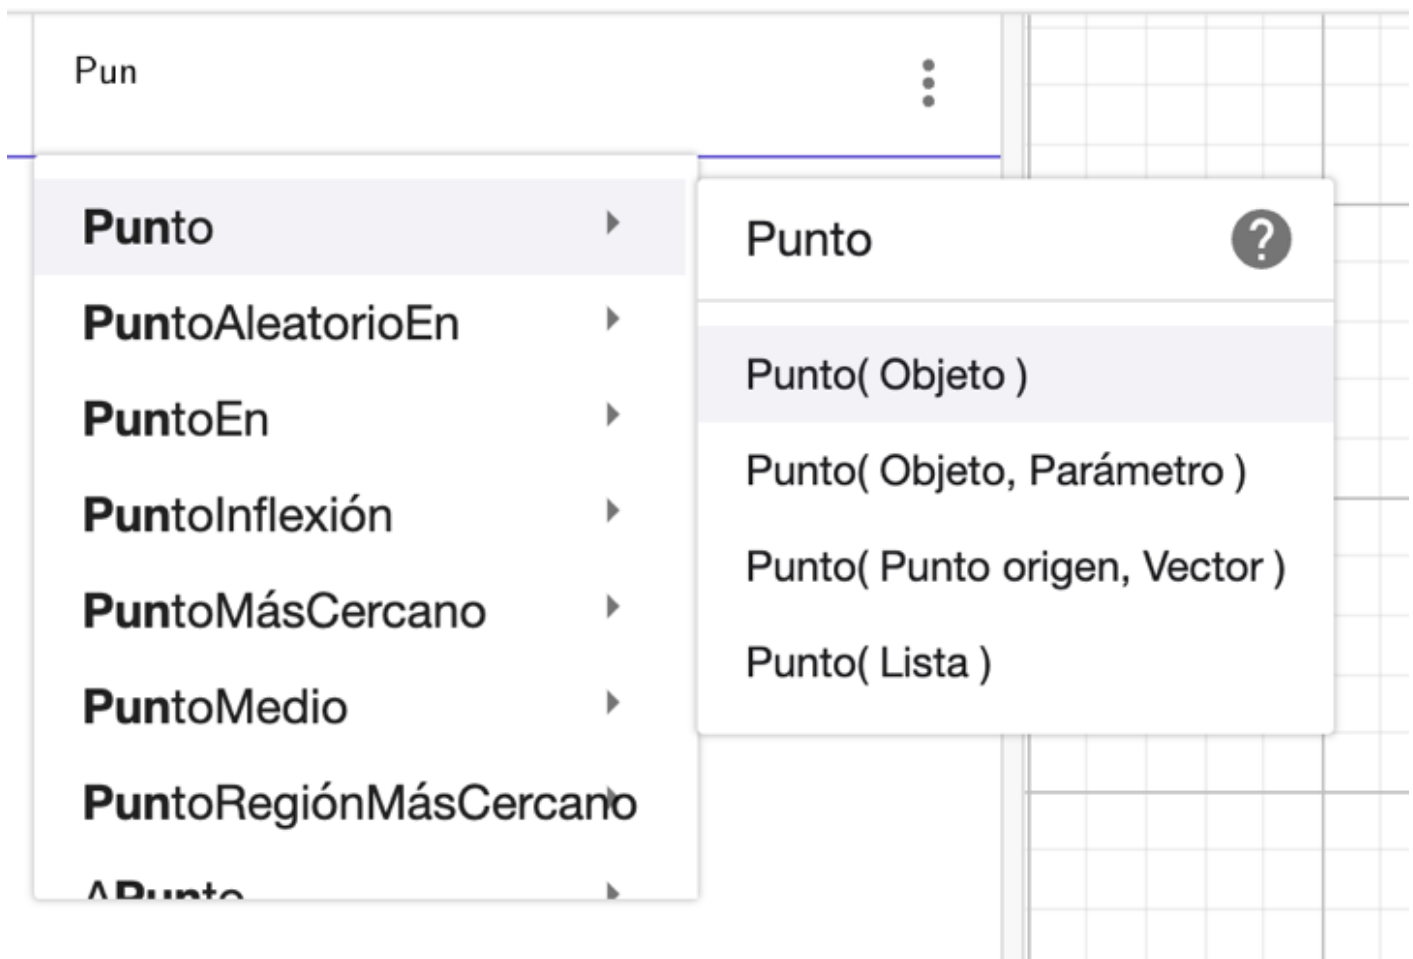 Pun
Punto
PuntoAleatorioEn
PuntoEn
PuntoInflexión
PuntoMásCercano
PuntoMedio
PuntoRegiónMásCercano
APunto
Punto
Punto( Objeto )
Punto( Objeto, Parámetro )
Punto( Punto origen, Vector )
Punto( Lista )